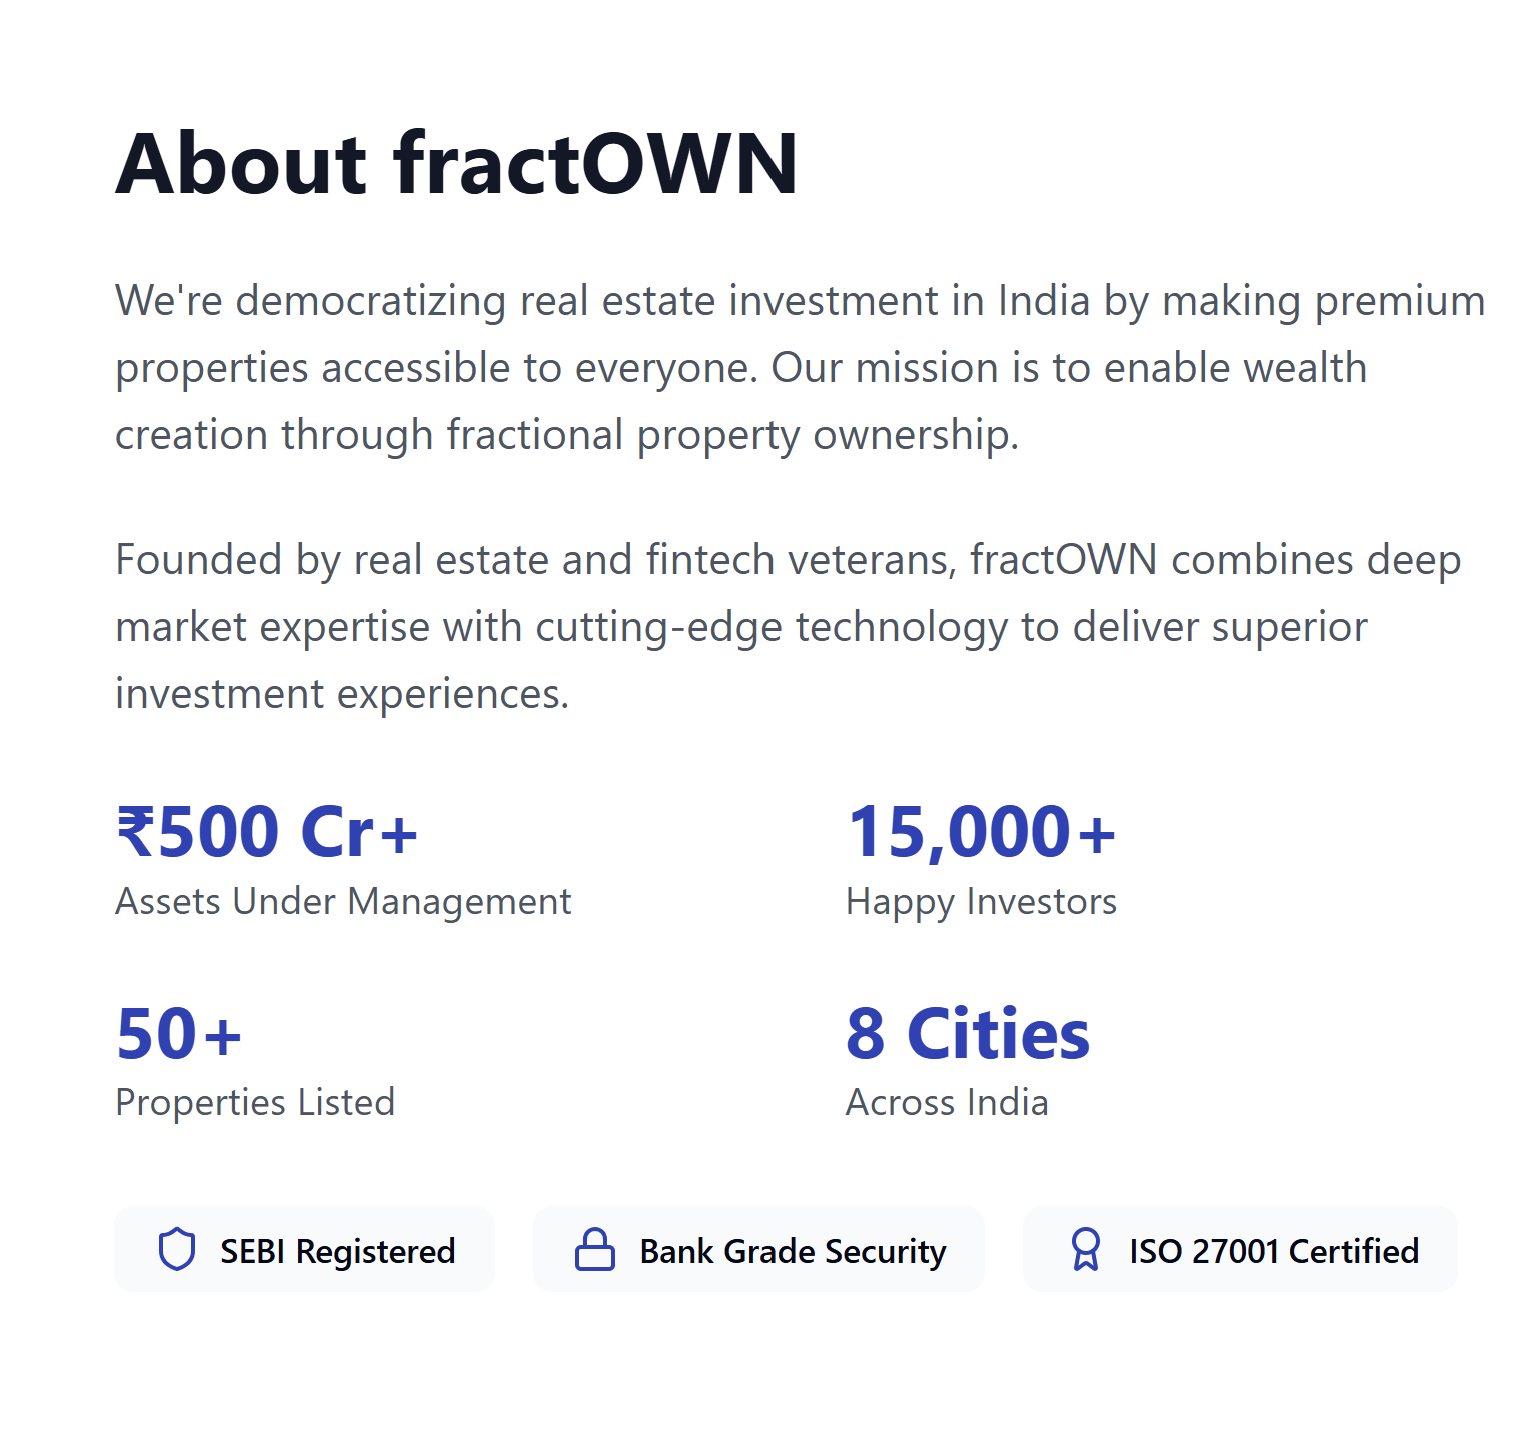 About fractOWN
We're democratizing real estate investment in India by making premium
properties accessible to everyone. Our mission is to enable wealth
creation through fractional property ownership.
Founded by real estate and fintech veterans, fractOWN combines deep
market expertise with cutting-edge technology to deliver superior
investment experiences.
₹500 Cr+
Assets Under Management
15,000+
Happy Investors
50+
Properties Listed
8 Cities
Across India
SEBI Registered
Bank Grade Security
ISO 27001 Certified